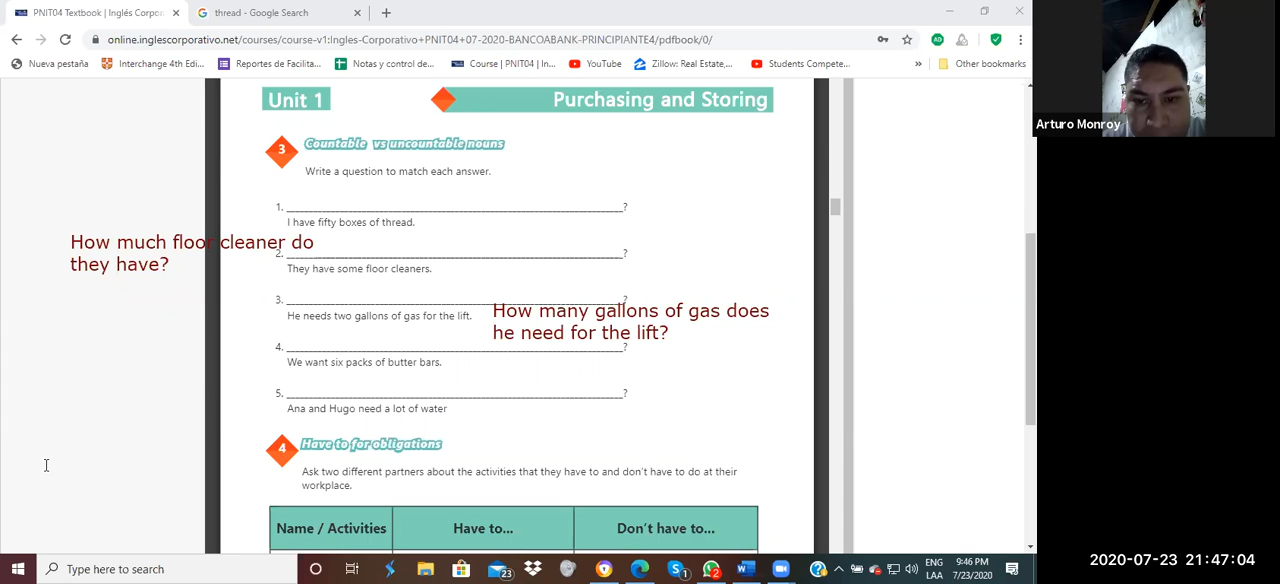 PNIT04 Textbook | Inglés Corpor
thread - Google Search
online.inglescorporativo.net/courses/course-v1:Ingles-Corporativo+PNIT04+07-2020-BANCOABANK-PRINCIPIANTE4/pdfbook/0/
Nueva pestaña
Interchange 4th Edi...
Reportes de Facilita...
Notas y control de...
Course | PNIT04 | In...
YouTube
Zillow: Real Estate,...
Students Compete...
»
Other bookmarks
Arturo Monroy
Unit 1
Purchasing and Storing
3
Countable vs uncountable nouns
Write a question to match each answer.
1. ?
I have fifty boxes of thread.
How much floor cleaner do
they have?
2. ?
They have some floor cleaners.
3. ?
He needs two gallons of gas for the lift.
How many gallons of gas does
he need for the lift?
4. ?
We want six packs of butter bars.
5. ?
Ana and Hugo need a lot of water
4
Have to for obligations
Ask two different partners about the activities that they have to and don't have to do at their
workplace.
Name / Activities
Have to...
Don't have to...
Type here to search
23
1
2
ENG
LAA
9:46 PM
7/23/2020
2020-07-23 21:47:04